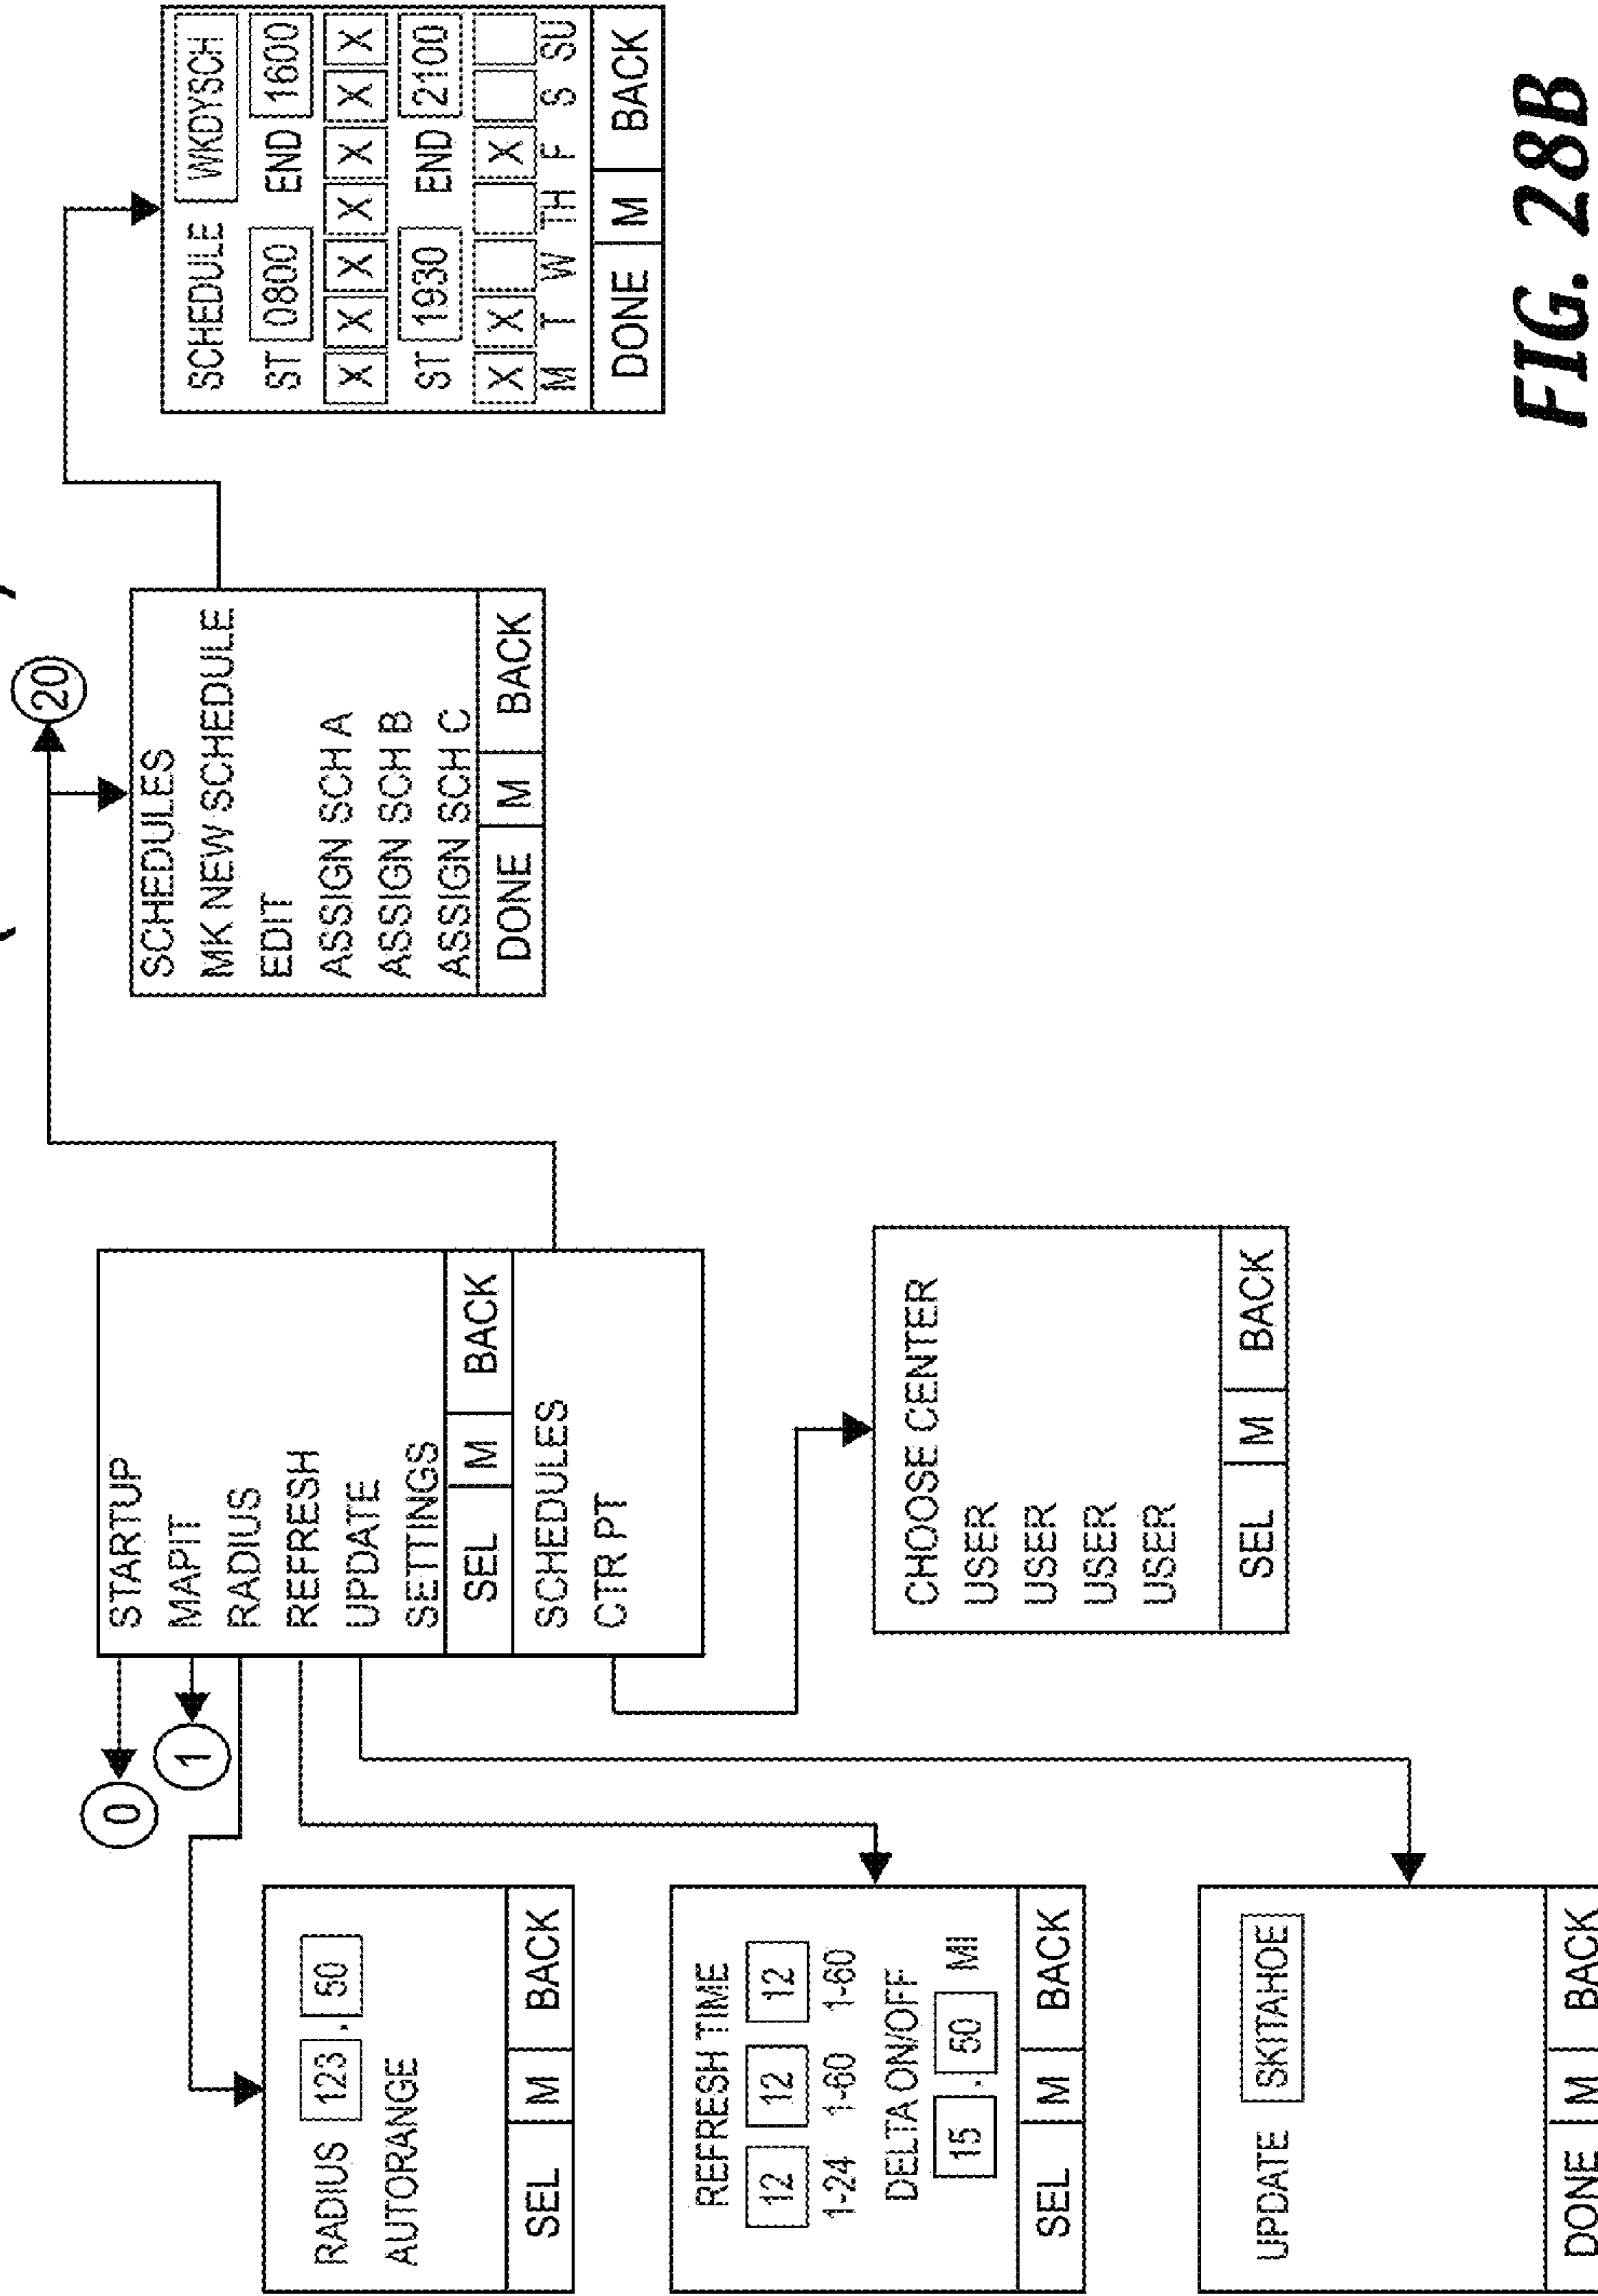 20
0
1
STARTUP
MAPIT
RADIUS
REFRESH
UPDATE
SETTINGS
SEL M BACK
SCHEDULES
CTR PT
SCHEDULES
MK NEW SCHEDULE
EDIT
ASSIGN SCH A
ASSIGN SCH B
ASSIGN SCH C
DONE M BACK
SCHEDULE WKDYSCH
ST 0800 END 1600
X X X X X X X
ST 1930 END 2100
X X X
M T W TH F S SU
DONE M BACK
RADIUS 123 . 50
AUTORANGE
SEL M BACK
REFRESH TIME
12 12 12
1-24 1-60 1-60
DELTA ON/OFF
15 . 50 MI
SEL M BACK
CHOOSE CENTER
USER
USER
USER
USER
SEL M BACK
UPDATE SKITAHOE
DONE M BACK
FIG. 28B